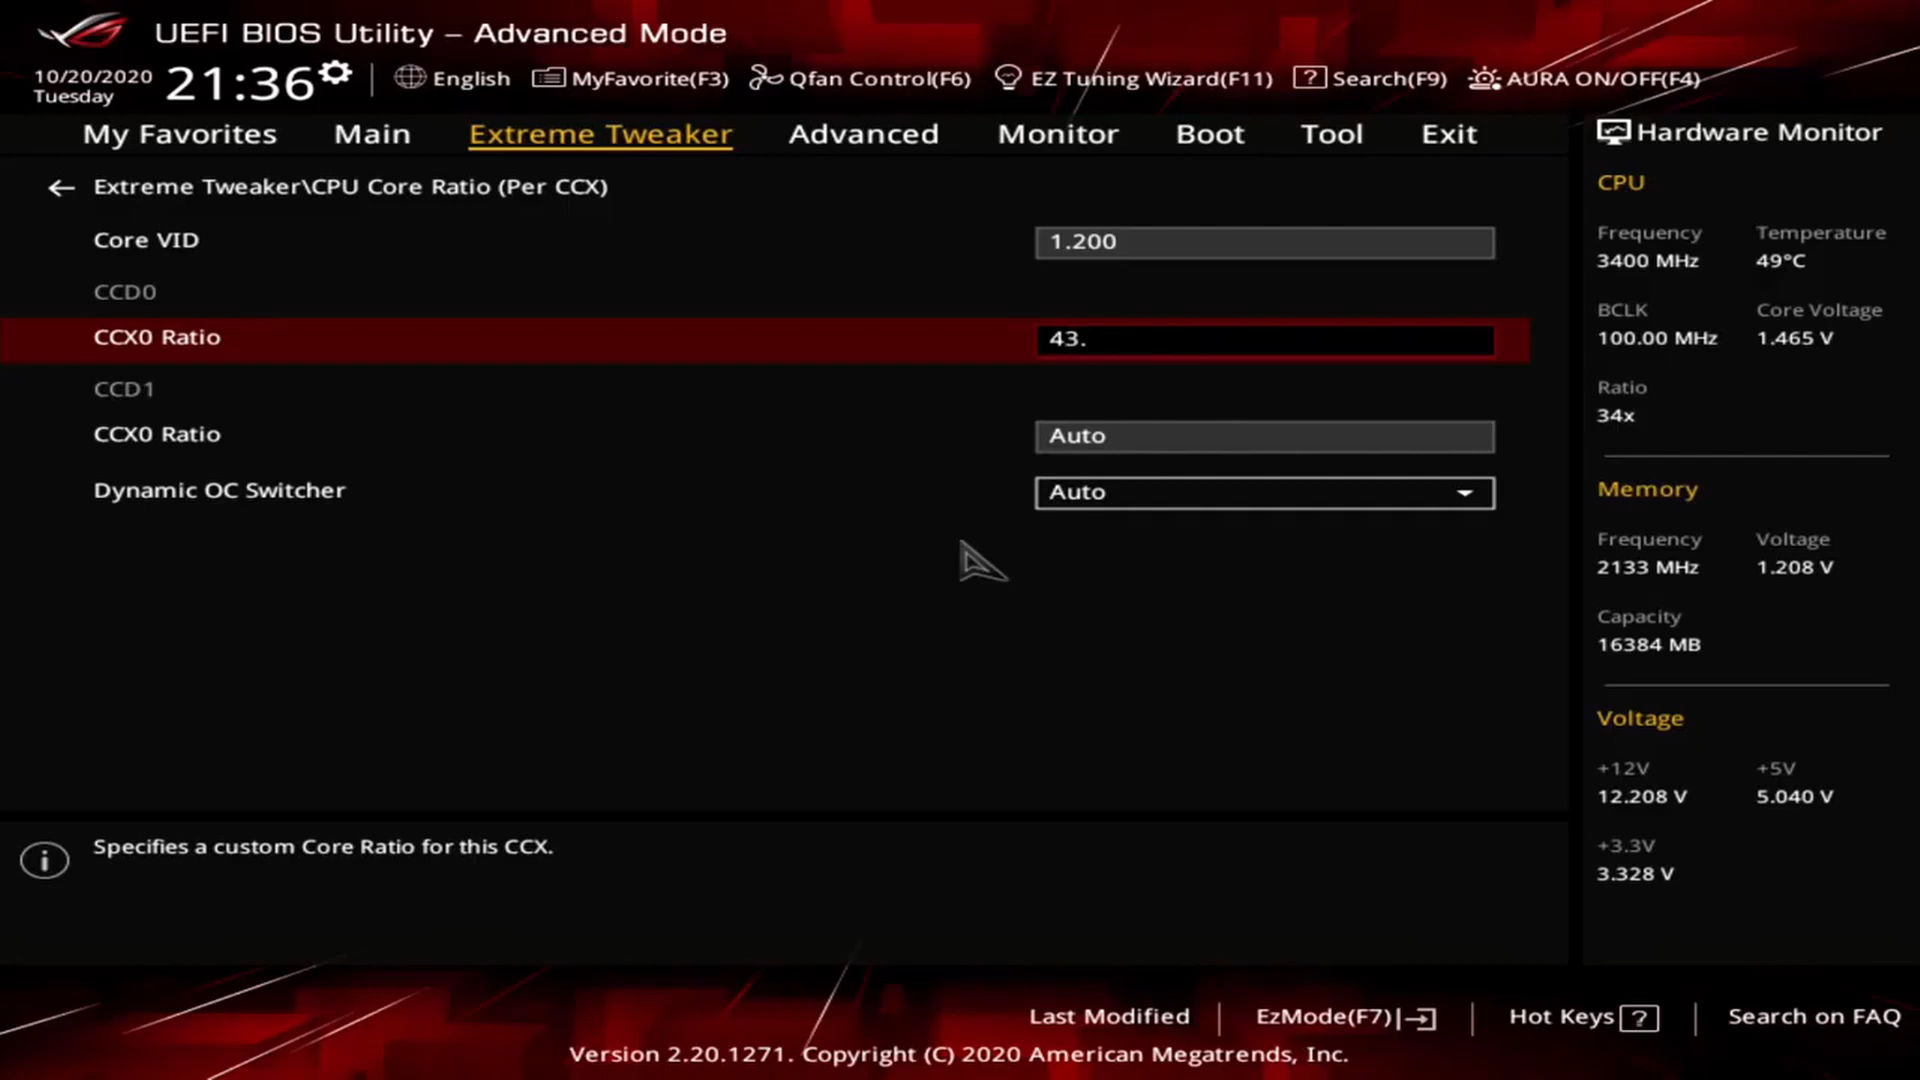 UEFI BIOS Utility – Advanced Mode
10/20/2020
Tuesday
21:36
English
MyFavorite(F3)
Qfan Control(F6)
EZ Tuning Wizard(F11)
? Search(F9)
AURA ON/OFF(F4)
My Favorites
Main
Extreme Tweaker
Advanced
Monitor
Boot
Tool
Exit
Extreme Tweaker\CPU Core Ratio (Per CCX)
Core VID
1.200
CCD0
CCX0 Ratio
43.
CCD1
CCX0 Ratio
Auto
Dynamic OC Switcher
Auto
i
Specifies a custom Core Ratio for this CCX.
Hardware Monitor
CPU
Frequency Temperature
3400 MHz 49°C
BCLK Core Voltage
100.00 MHz 1.465 V
Ratio
34x
Memory
Frequency Voltage
2133 MHz 1.208 V
Capacity
16384 MB
Voltage
+12V +5V
12.208 V 5.040 V
+3.3V
3.328 V
Last Modified
EzMode(F7)
Hot Keys ?
Search on FAQ
Version 2.20.1271. Copyright (C) 2020 American Megatrends, Inc.